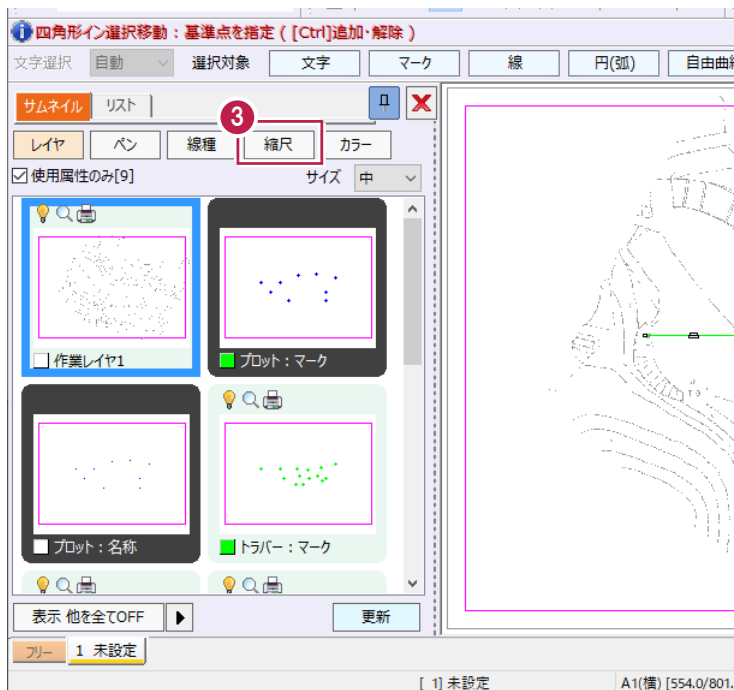 四角形イン選択移動：基準点を指定 ( [Ctrl]追加･解除 )
文字選択 自動 選択対象 文字 マーク 線 円(弧)
サムネイル リスト
3
レイヤ ペン 線種 縮尺 カラー
使用属性のみ[9] サイズ 中
作業レイヤ1 プロット：マーク
プロット：名称 トラバー：マーク
表示 他を全てOFF 更新
フリー 1 未設定
[ 1] 未設定 A1(横) [554.0/801.